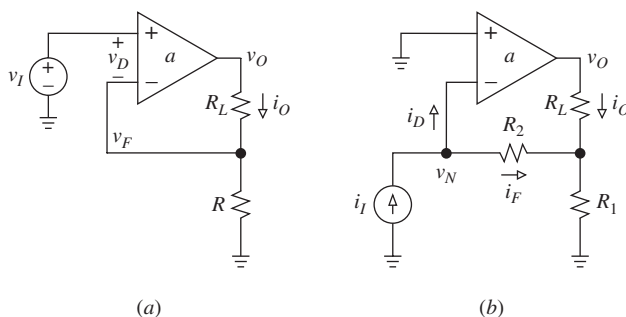 +
v_D
−
+
−
a
v_O
v_I
+
−
R_L
i_O
v_F
R
(a)
+
−
a
v_O
i_D
R_L
i_O
R_2
v_N
i_F
i_I
R_1
(b)